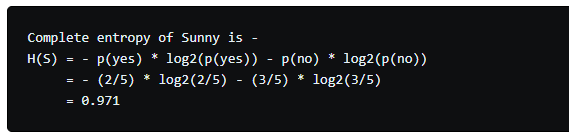 Complete entropy of Sunny is -
H(S) = - p(yes) * log2(p(yes)) - p(no) * log2(p(no))
= - (2/5) * log2(2/5) - (3/5) * log2(3/5)
= 0.971